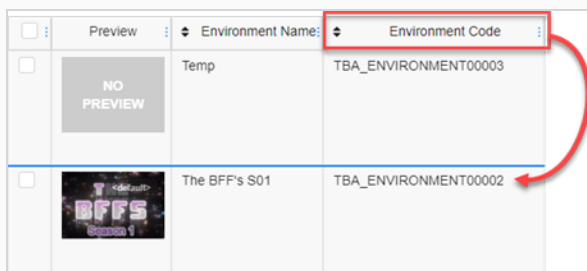 Preview
Environment Name
Environment Code
NO
PREVIEW
Temp
TBA_ENVIRONMENT00003
T <default>
BFFS
Season 1
The BFF's S01
TBA_ENVIRONMENT00002